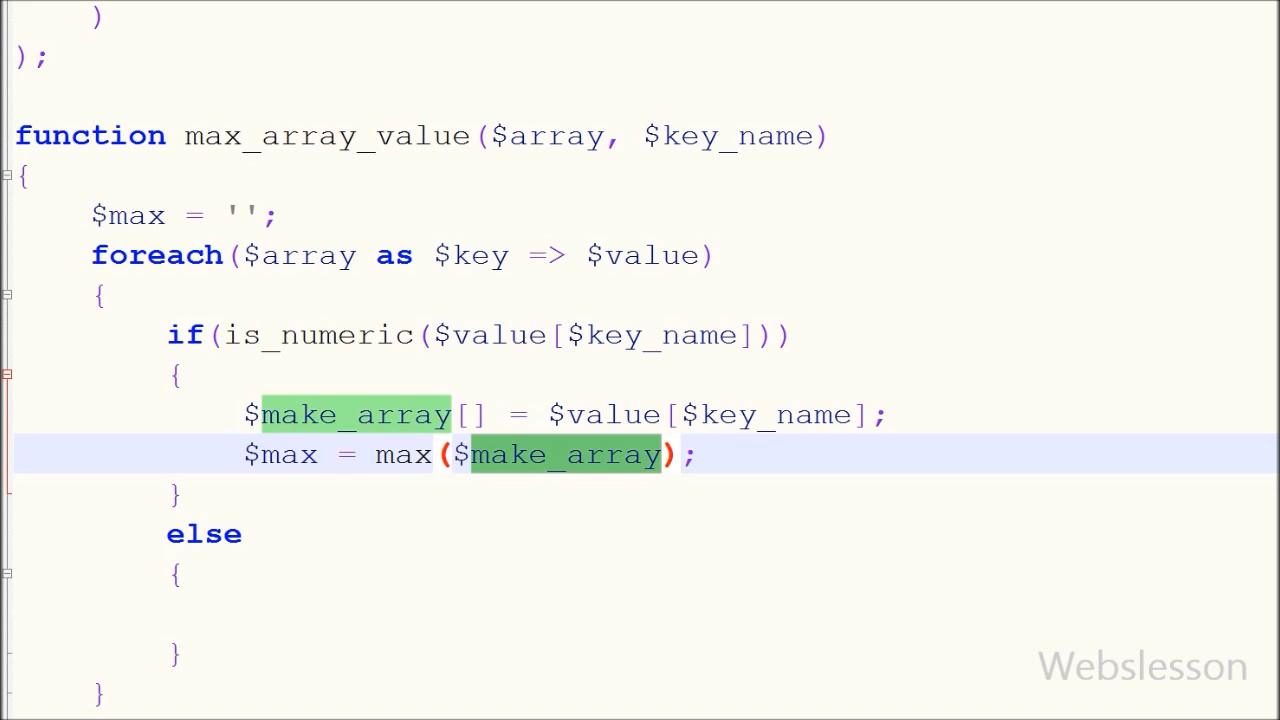 )
);
function max_array_value($array, $key_name)
{
$max = '';
foreach($array as $key => $value)
{
if(is_numeric($value[$key_name]))
{
$make_array[] = $value[$key_name];
$max = max($make_array);
}
else
{
}
}
Webslesson